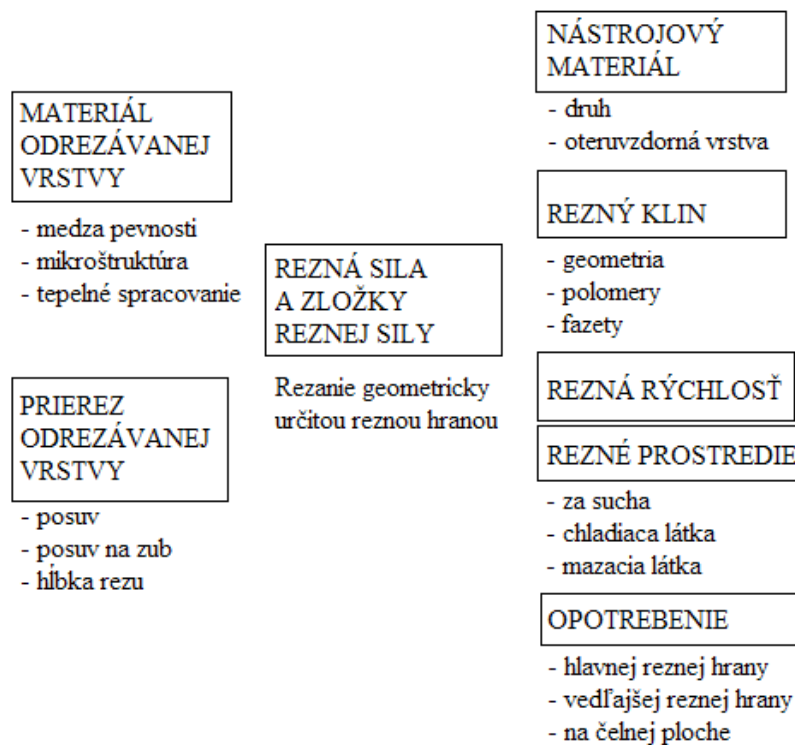 MATERIÁL
ODREZÁVANEJ
VRSTVY
- medza pevnosti
- mikroštruktúra
- tepelné spracovanie
PRIEREZ
ODREZÁVANEJ
VRSTVY
- posuv
- posuv na zub
- hĺbka rezu
REZNÁ SILA
A ZLOŽKY
REZNEJ SILY
Rezanie geometricky
určitou reznou hranou
NÁSTROJOVÝ
MATERIÁL
- druh
- oteruvzdorná vrstva
REZNÝ KLIN
- geometria
- polomery
- fazety
REZNÁ RÝCHLOSŤ
REZNÉ PROSTREDIE
- za sucha
- chladiaca látka
- mazacia látka
OPOTREBENIE
- hlavnej reznej hrany
- vedľajšej reznej hrany
- na čelnej ploche